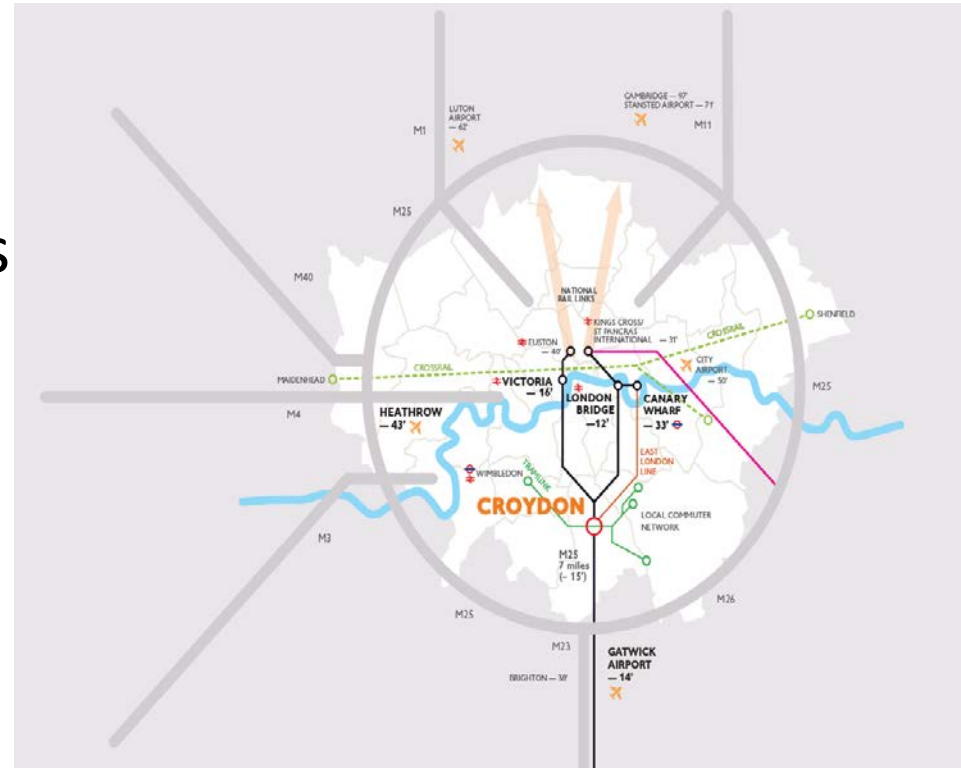 s
LUTON
AIRPORT
— 62'
CAMBRIDGE — 97'
STANSTED AIRPORT — 71'
M1
M11
M25
M40
NATIONAL
RAIL LINKS
KINGS CROSS/
ST PANCRAS
INTERNATIONAL — 31'
EUSTON
— 40'
CROSSRAIL
SHENFIELD
CITY
AIRPORT
— 50'
MAIDENHEAD
CROSSRAIL
VICTORIA
— 16'
LONDON
BRIDGE
—12'
CANARY
WHARF
— 33'
M25
M4
HEATHROW
— 43'
EAST
LONDON
LINE
WIMBLEDON
TRAMLINK
CROYDON
LOCAL COMMUTER
NETWORK
M3
M25
7 miles
(- 15')
M25
M26
M23
GATWICK
AIRPORT
— 14'
BRIGHTON — 38'